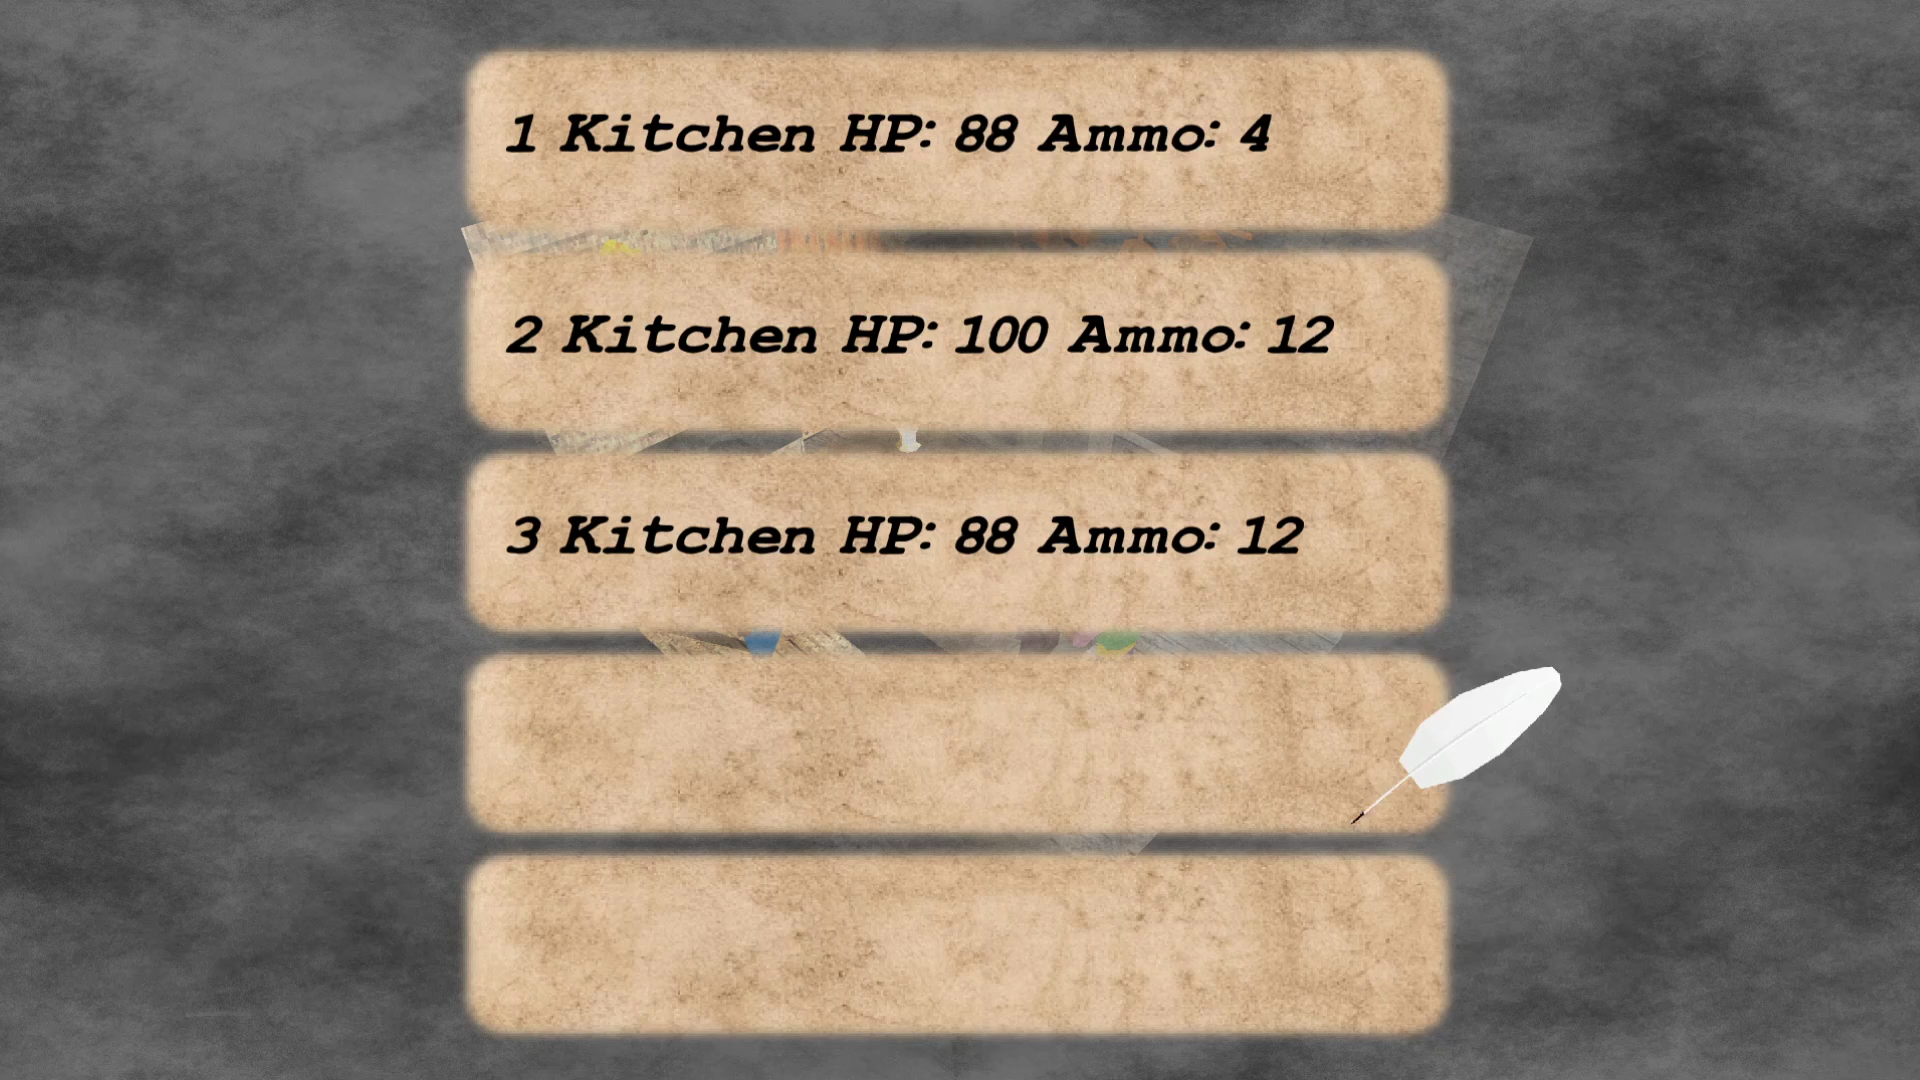 1 Kitchen HP: 88 Ammo: 4
2 Kitchen HP: 100 Ammo: 12
3 Kitchen HP: 88 Ammo: 12